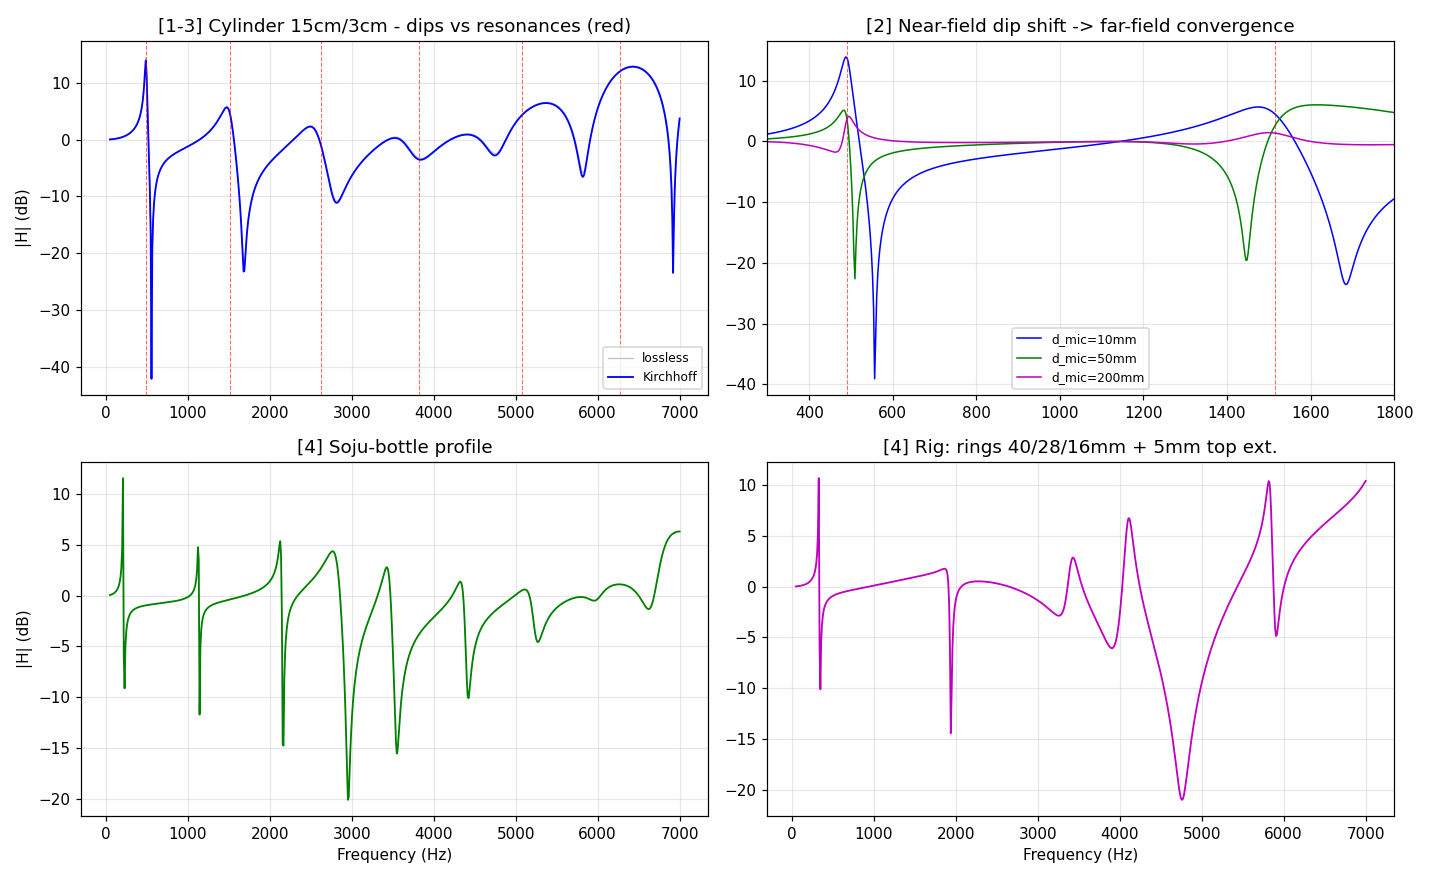 [1-3] Cylinder 15cm/3cm - dips vs resonances (red)
|H| (dB)
10
0
−10
−20
−30
−40
lossless
Kirchhoff
0 1000 2000 3000 4000 5000 6000 7000
[2] Near-field dip shift -> far-field convergence
10
0
−10
−20
−30
−40
d_mic=10mm
d_mic=50mm
d_mic=200mm
400 600 800 1000 1200 1400 1600 1800
[4] Soju-bottle profile
|H| (dB)
10
5
0
−5
−10
−15
−20
0 1000 2000 3000 4000 5000 6000 7000
Frequency (Hz)
[4] Rig: rings 40/28/16mm + 5mm top ext.
10
5
0
−5
−10
−15
−20
0 1000 2000 3000 4000 5000 6000 7000
Frequency (Hz)